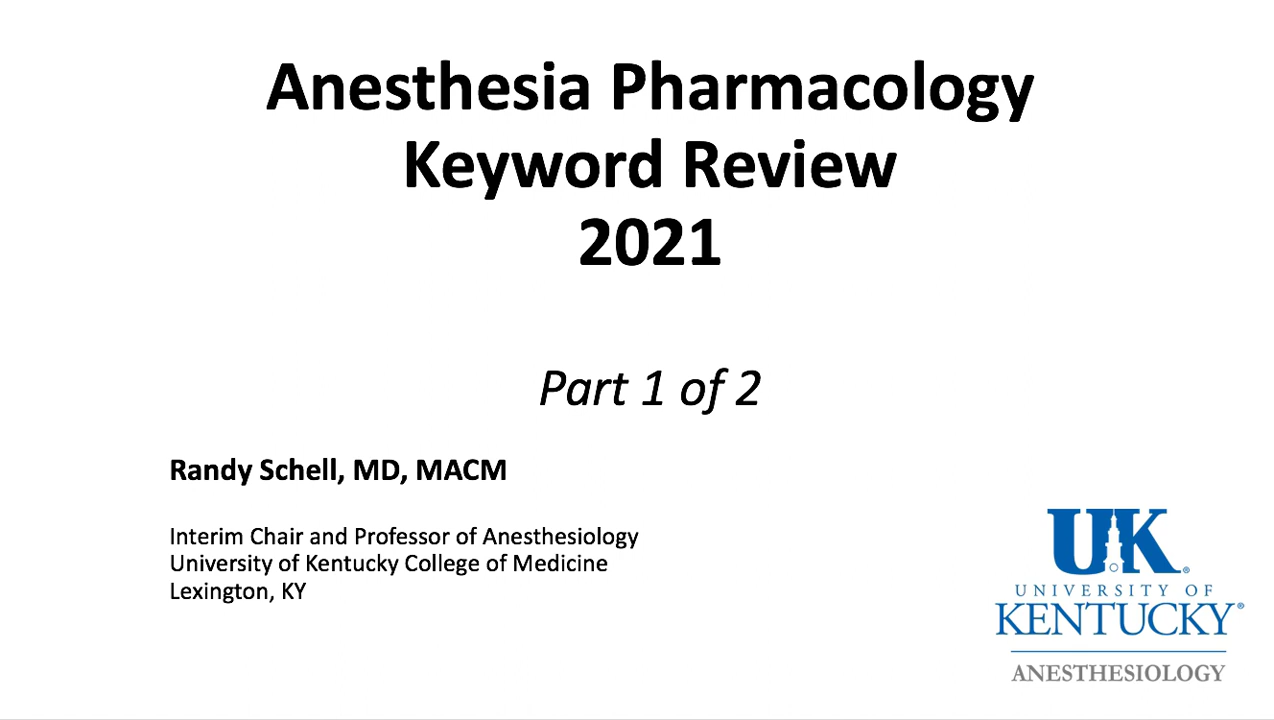 Anesthesia Pharmacology
Keyword Review
2021
Part 1 of 2
Randy Schell, MD, MACM
Interim Chair and Professor of Anesthesiology
University of Kentucky College of Medicine
Lexington, KY
UK®
UNIVERSITY OF
KENTUCKY®
ANESTHESIOLOGY